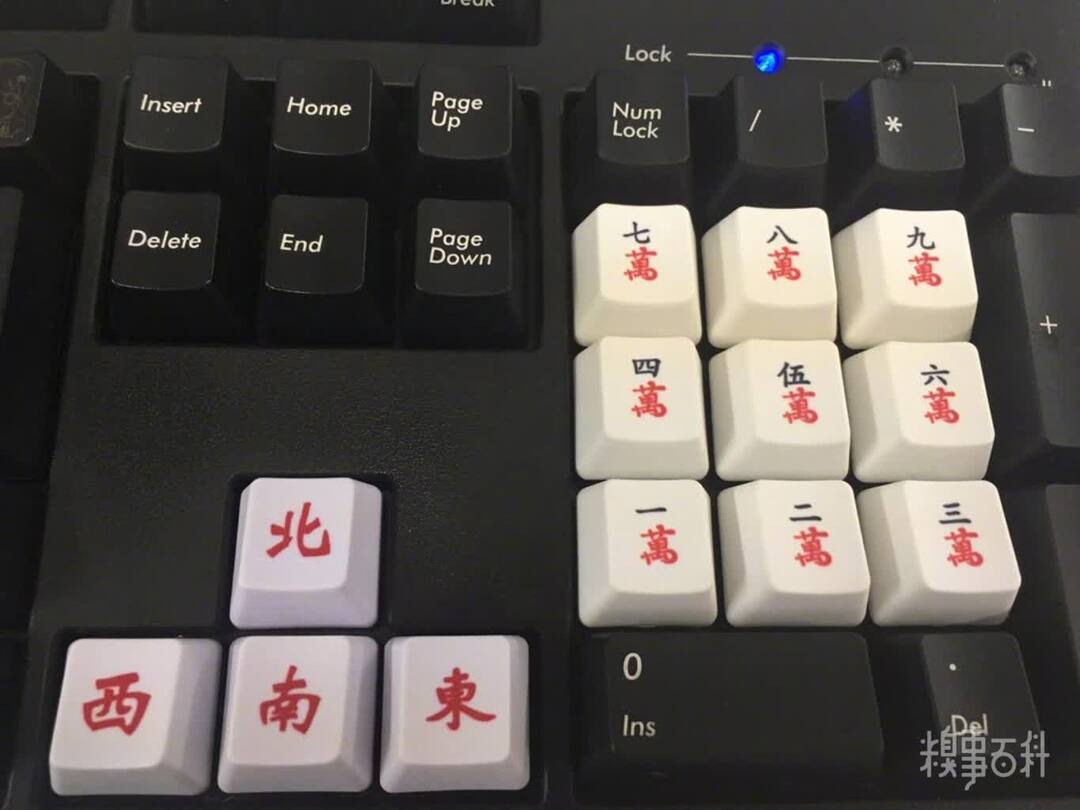 Break
Lock
Insert
Home
Page
Up
Num
Lock
/
*
−
Delete
End
Page
Down
七
萬
八
萬
九
萬
+
四
萬
伍
萬
六
萬
北
一
萬
二
萬
三
萬
西
南
東
0
Ins
.
Del
糗事百科